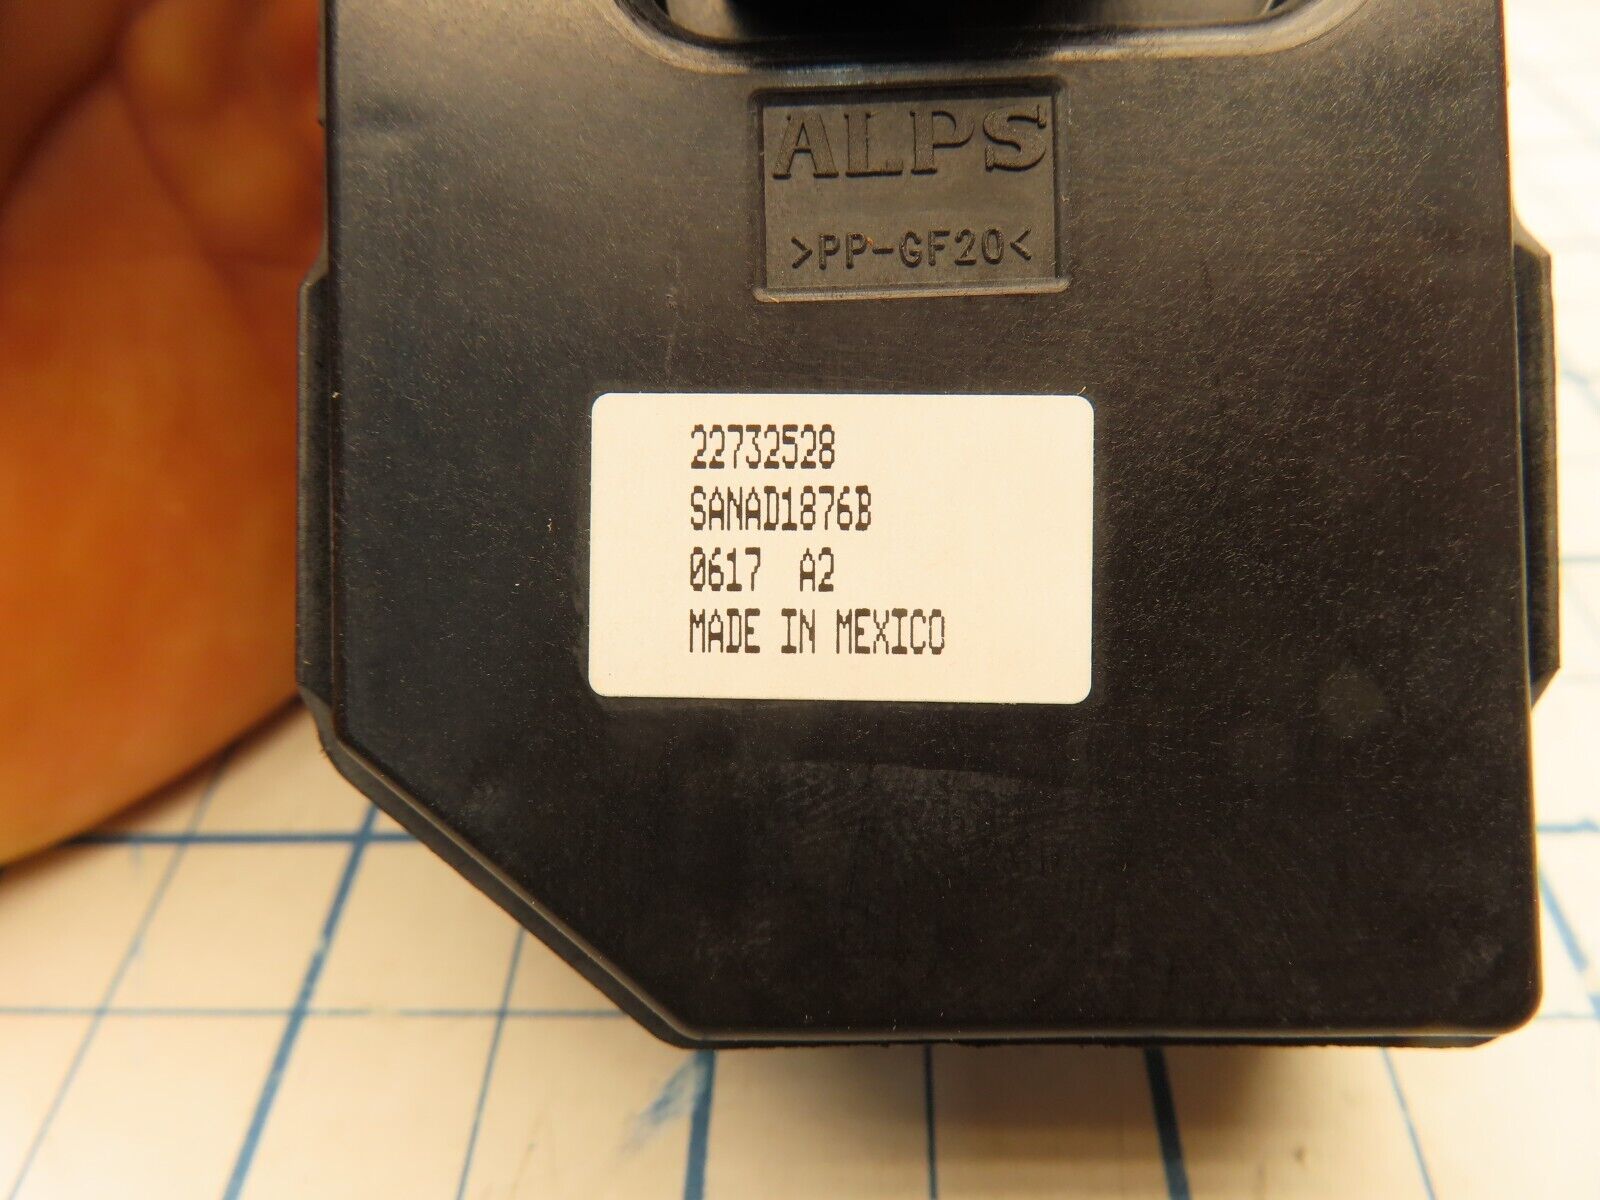 ALPS
>PP-GF20<
22732528
SANAD1876B
0617 A2
MADE IN MEXICO